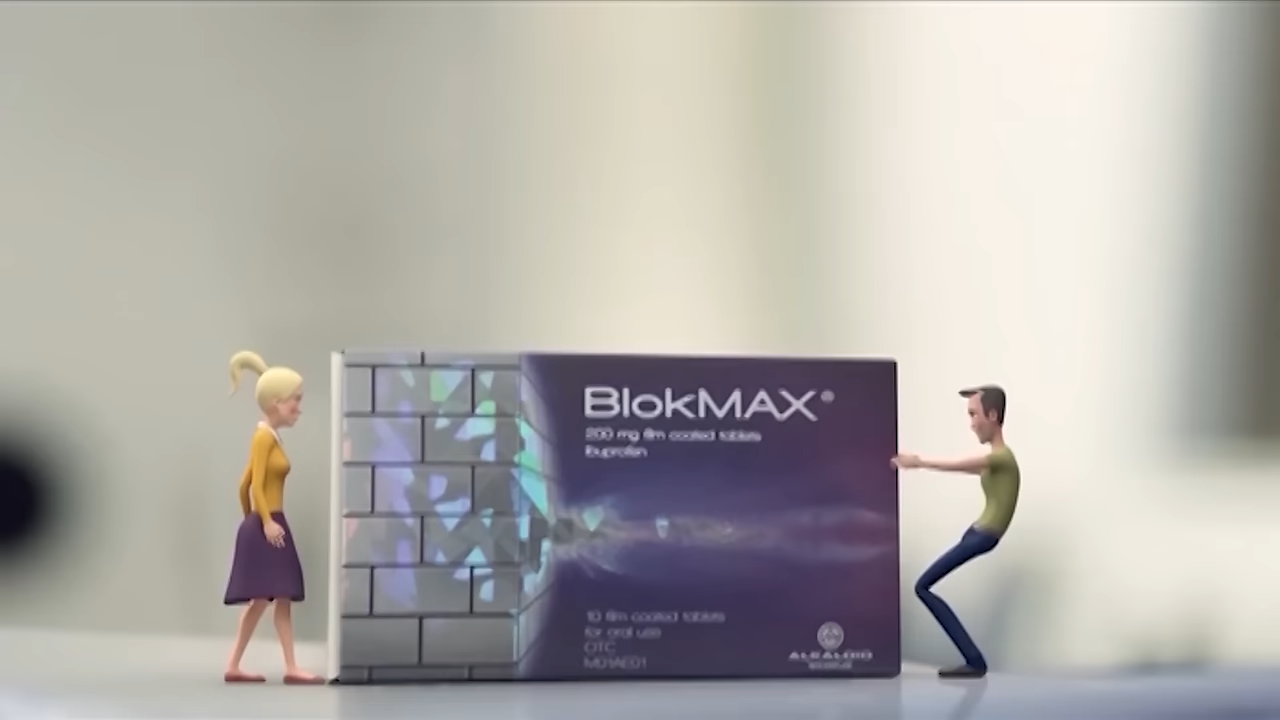 BlokMAX®
200 mg film coated tablets
Ibuprofen
10 film coated tablets
for oral use
OTC
M01AE01
ALKALOID